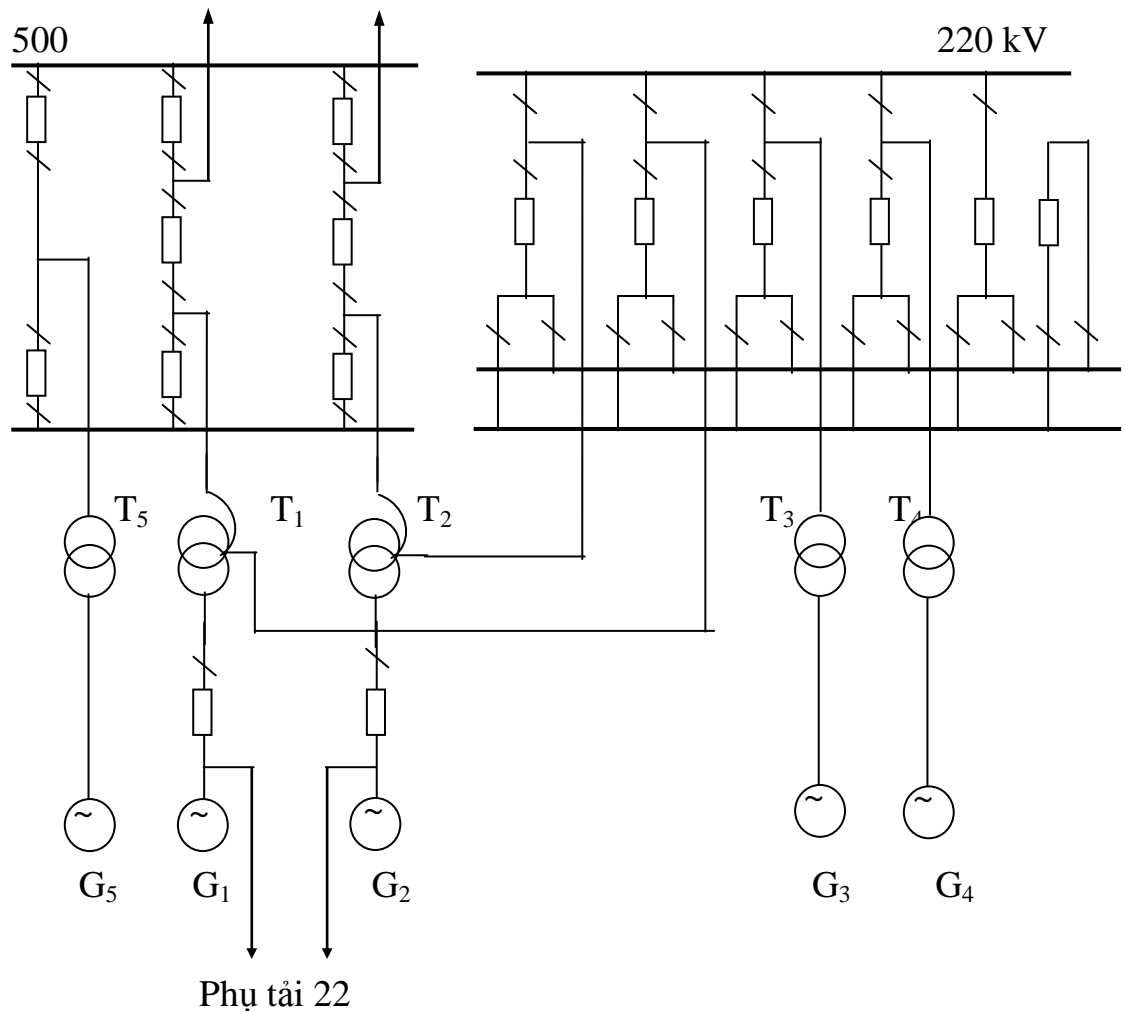 500
220 kV
T₅
T₁
T₂
T₃
T₄
~
~
~
~
~
G₅
G₁
G₂
G₃
G₄
Phụ tải 22